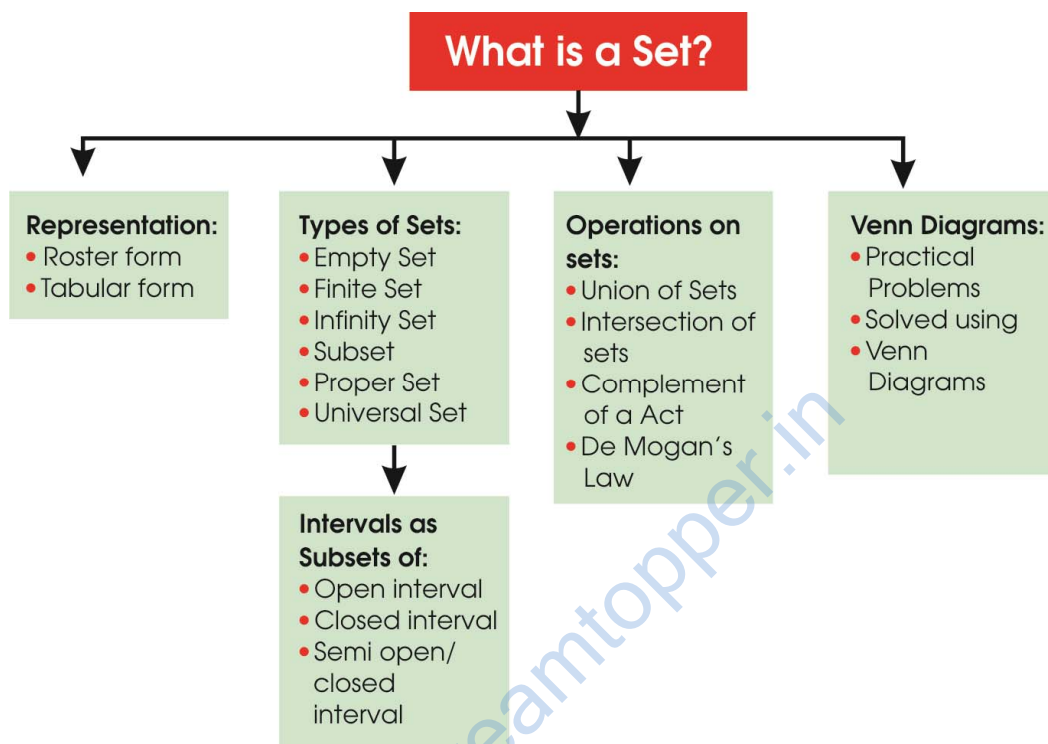 What is a Set?
Representation:
• Roster form
• Tabular form
Types of Sets:
• Empty Set
• Finite Set
• Infinity Set
• Subset
• Proper Set
• Universal Set
Intervals as
Subsets of:
• Open interval
• Closed interval
• Semi open/
closed
interval
Operations on
sets:
• Union of Sets
• Intersection of
sets
• Complement
of a Act
• De Mogan's
Law
Venn Diagrams:
• Practical
Problems
• Solved using
• Venn
Diagrams
eamtopper.in